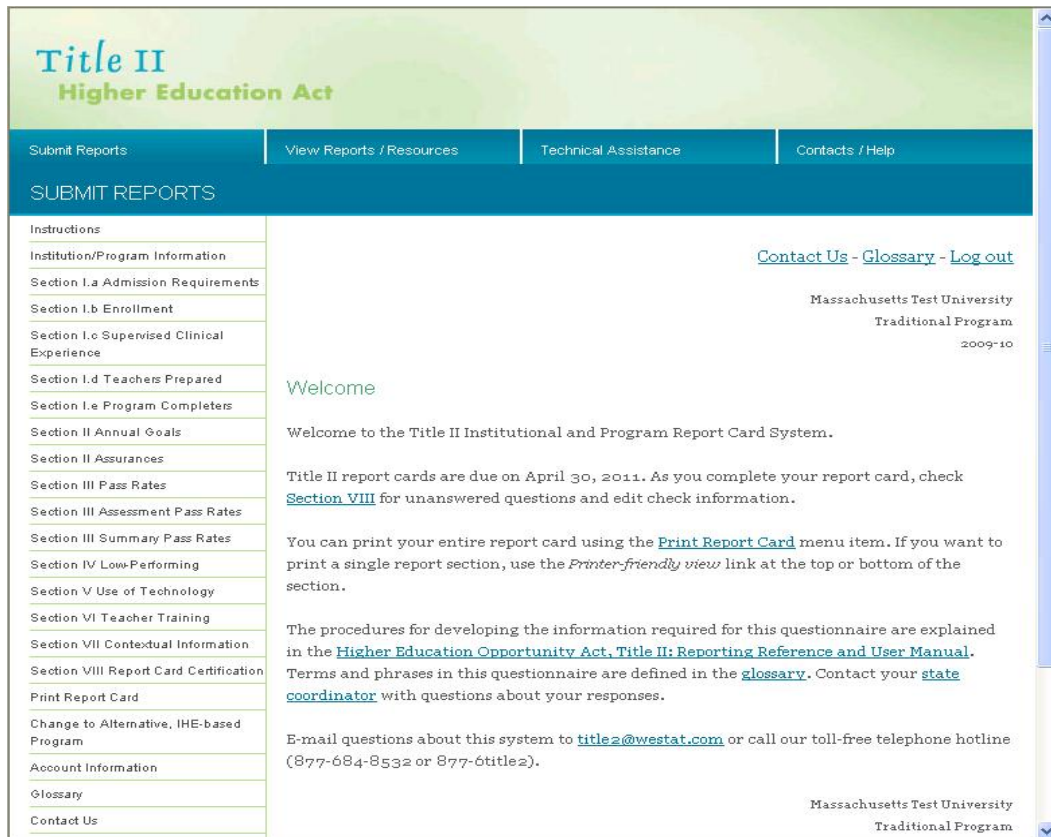 Title II
Higher Education Act
Submit Reports
View Reports / Resources
Technical Assistance
Contacts / Help
SUBMIT REPORTS
Instructions
Institution/Program Information
Section I.a Admission Requirements
Section I.b Enrollment
Section I.c Supervised Clinical
Experience
Section I.d Teachers Prepared
Section I.e Program Completers
Section II Annual Goals
Section II Assurances
Section III Pass Rates
Section III Assessment Pass Rates
Section III Summary Pass Rates
Section IV Low-Performing
Section V Use of Technology
Section VI Teacher Training
Section VII Contextual Information
Section VIII Report Card Certification
Print Report Card
Change to Alternative, IHE-based
Program
Account Information
Glossary
Contact Us
Contact Us - Glossary - Log out
Massachusetts Test University
Traditional Program
2009-10
Welcome
Welcome to the Title II Institutional and Program Report Card System.
Title II report cards are due on April 30, 2011. As you complete your report card, check
Section VIII for unanswered questions and edit check information.
You can print your entire report card using the Print Report Card menu item. If you want to
print a single report section, use the Printer-friendly view link at the top or bottom of the
section.
The procedures for developing the information required for this questionnaire are explained
in the Higher Education Opportunity Act, Title II: Reporting Reference and User Manual.
Terms and phrases in this questionnaire are defined in the glossary. Contact your state
coordinator with questions about your responses.
E-mail questions about this system to title2@westat.com or call our toll-free telephone hotline
(877-684-8532 or 877-6title2).
Massachusetts Test University
Traditional Program